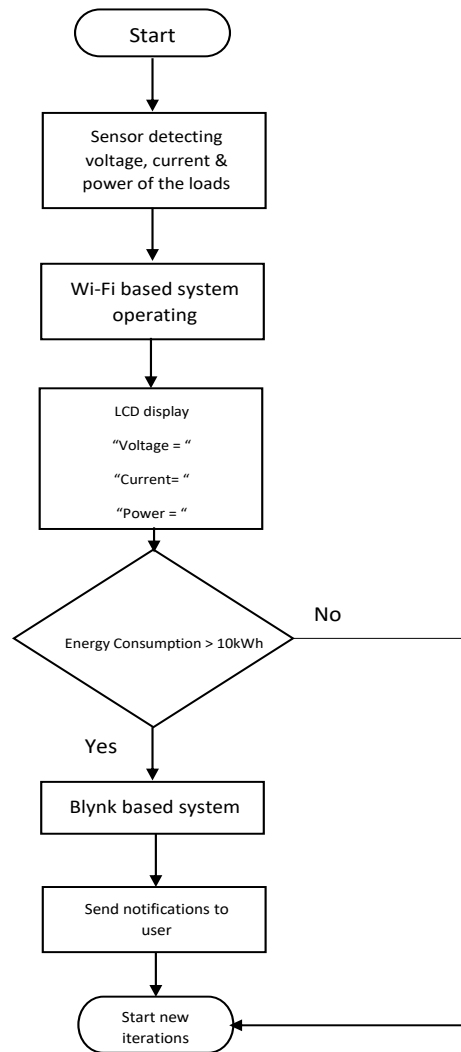 Start
Sensor detecting
voltage, current &
power of the loads
Wi-Fi based system
operating
LCD display
“Voltage = “
“Current= “
“Power = “
Energy Consumption > 10kWh
No
Yes
Blynk based system
Send notifications to
user
Start new
iterations